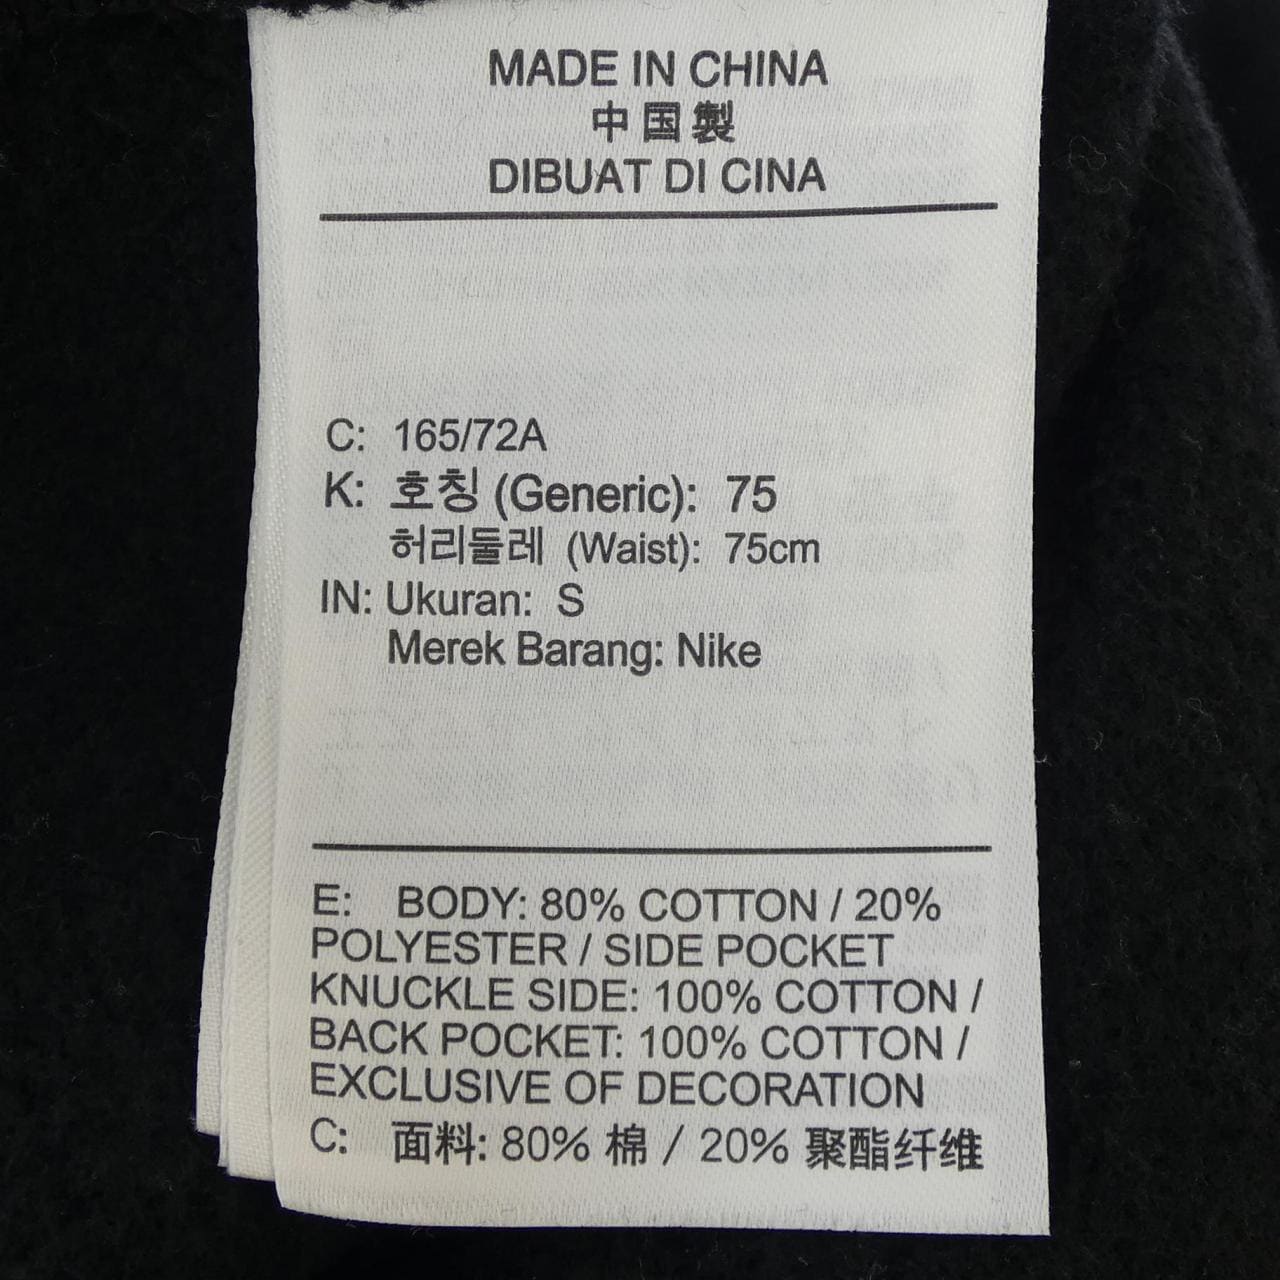 MADE IN CHINA
中国製
DIBUAT DI CINA
C: 165/72A
K: 호칭 (Generic): 75
허리둘레 (Waist): 75cm
IN: Ukuran: S
Merek Barang: Nike
E: BODY: 80% COTTON / 20%
POLYESTER / SIDE POCKET
KNUCKLE SIDE: 100% COTTON /
BACK POCKET: 100% COTTON /
EXCLUSIVE OF DECORATION
C: 面料: 80% 棉 / 20% 聚酯纤维